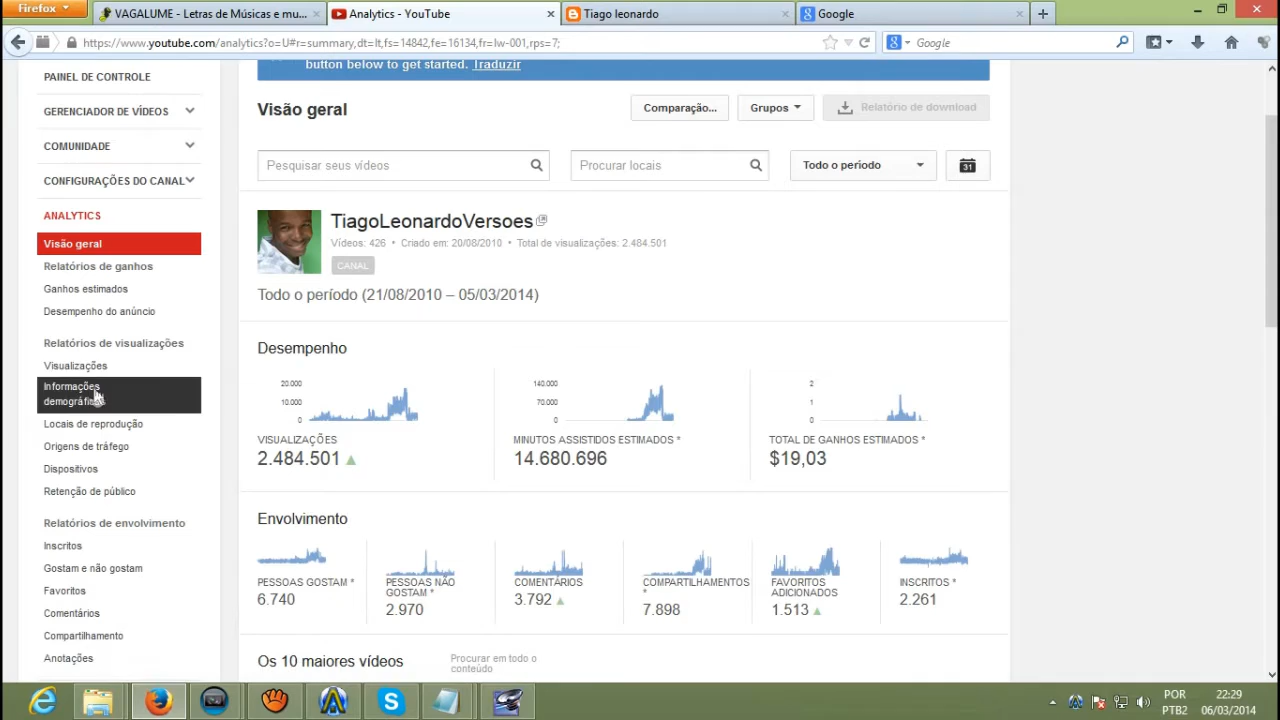 Firefox
VAGALUME - Letras de Músicas e mu...
Analytics - YouTube
Tiago leonardo
Google
https://www.youtube.com/analytics?o=U#r=summary,dt=lt,fs=14842,fe=16134,fr=lw-001,rps=7;
Google
button below to get started. Traduzir
PAINEL DE CONTROLE
GERENCIADOR DE VÍDEOS
COMUNIDADE
CONFIGURAÇÕES DO CANAL
ANALYTICS
Visão geral
Relatórios de ganhos
Ganhos estimados
Desempenho do anúncio
Relatórios de visualizações
Visualizações
Informações
Locais de reprodução
Origens de tráfego
Dispositivos
Retenção de público
Relatórios de envolvimento
Inscritos
Gostam e não gostam
Favoritos
Comentários
Compartilhamento
Anotações
Visão geral
Comparação...
Grupos
Relatório de download
Pesquisar seus vídeos
Procurar locais
Todo o período
31
TiagoLeonardoVersoes
Vídeos: 426 • Criado em: 20/08/2010 • Total de visualizações: 2.484.501
CANAL
Todo o período (21/08/2010 – 05/03/2014)
Desempenho
20.000
10.000
0
VISUALIZAÇÕES
2.484.501
140.000
70.000
0
MINUTOS ASSISTIDOS ESTIMADOS *
14.680.696
2
1
0
TOTAL DE GANHOS ESTIMADOS *
$19,03
Envolvimento
PESSOAS GOSTAM *
6.740
PESSOAS NÃO
GOSTAM *
2.970
COMENTÁRIOS
3.792
COMPARTILHAMENTOS
*
7.898
FAVORITOS
ADICIONADOS
1.513
INSCRITOS *
2.261
Os 10 maiores vídeos
Procurar em todo o
conteúdo
POR
PTB2
22:29
06/03/2014